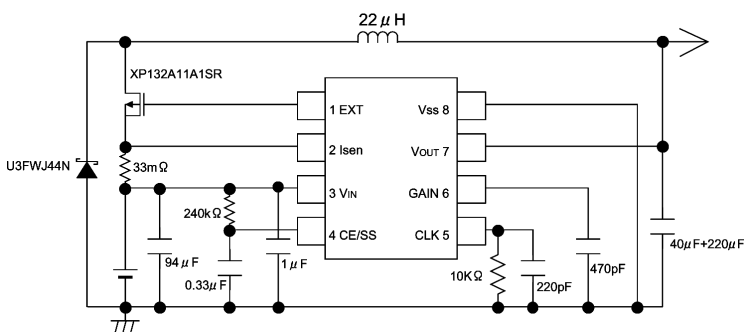 22μH
XP132A11A1SR
1 EXT
Vss 8
2 Isen
VOUT 7
U3FWJ44N
33mΩ
3 VIN
GAIN 6
240kΩ
4 CE/SS
CLK 5
40μF+220μF
94μF
1μF
0.33μF
10KΩ
220pF
470pF